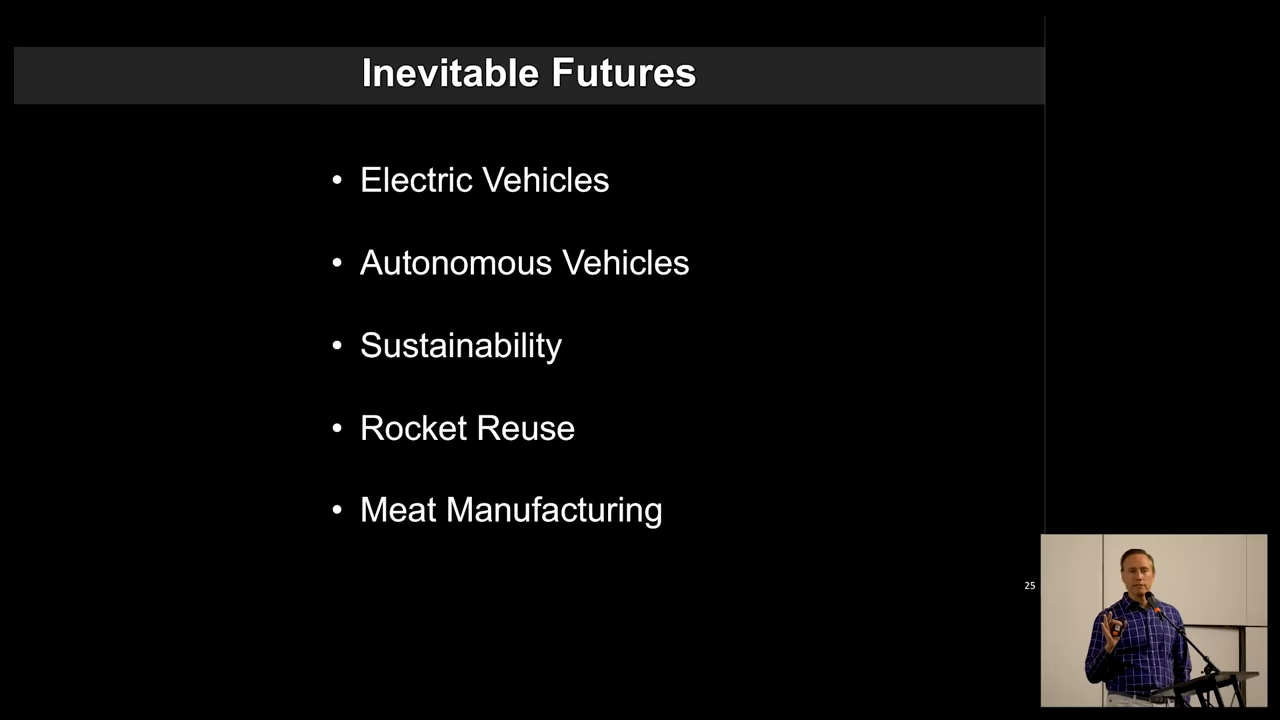 Inevitable Futures
• Electric Vehicles
• Autonomous Vehicles
• Sustainability
• Rocket Reuse
• Meat Manufacturing
25